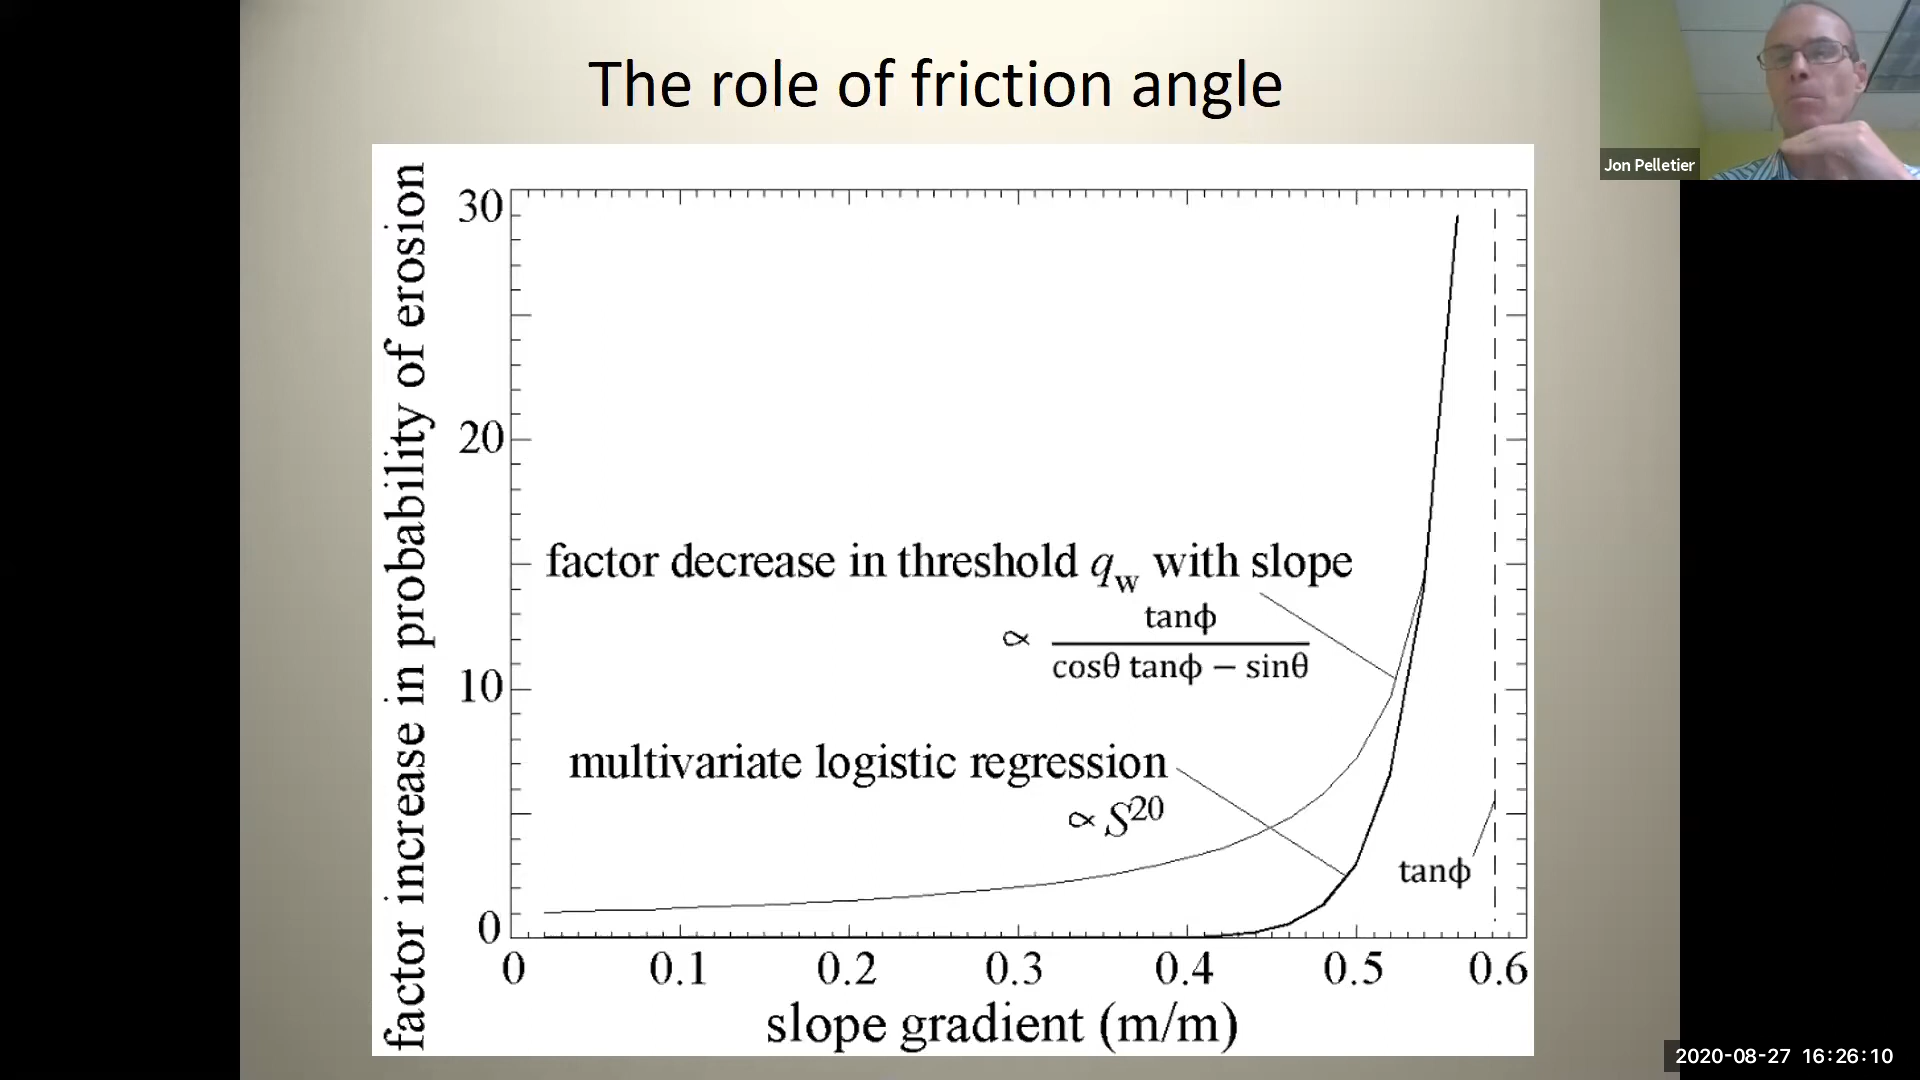 The role of friction angle
Jon Pelletier
factor increase in probability of erosion
30
20
10
0
factor decrease in threshold q_w with slope
∝ tanϕ / (cosθ tanϕ − sinθ)
multivariate logistic regression
∝ S^20
tanϕ
0 0.1 0.2 0.3 0.4 0.5 0.6
slope gradient (m/m)
2020-08-27 16:26:10